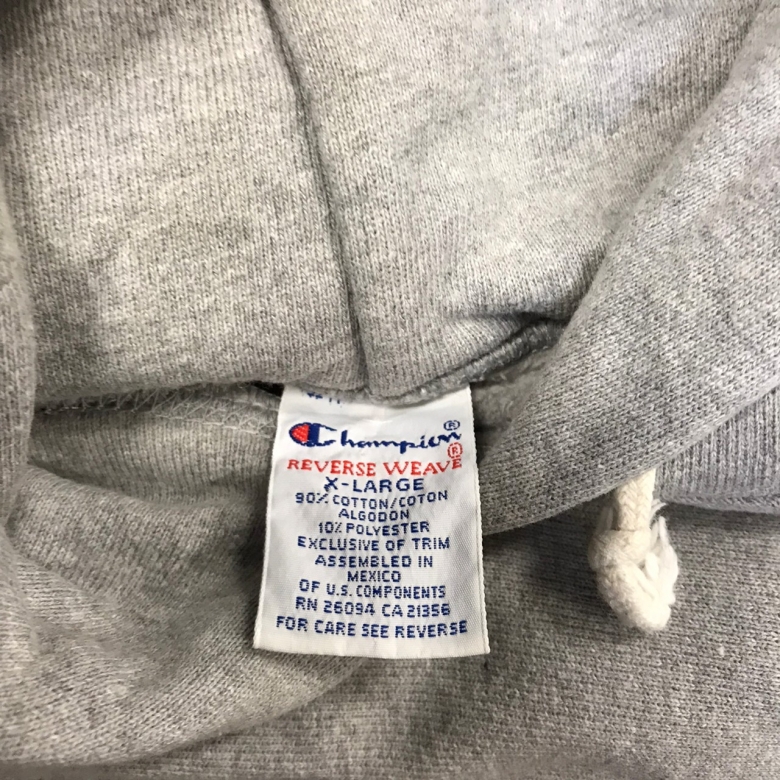 Champion®
REVERSE WEAVE®
X-LARGE
90% COTTON/COTON
ALGODON
10% POLYESTER
EXCLUSIVE OF TRIM
ASSEMBLED IN
MEXICO
OF U.S. COMPONENTS
RN 26094 CA 21356
FOR CARE SEE REVERSE